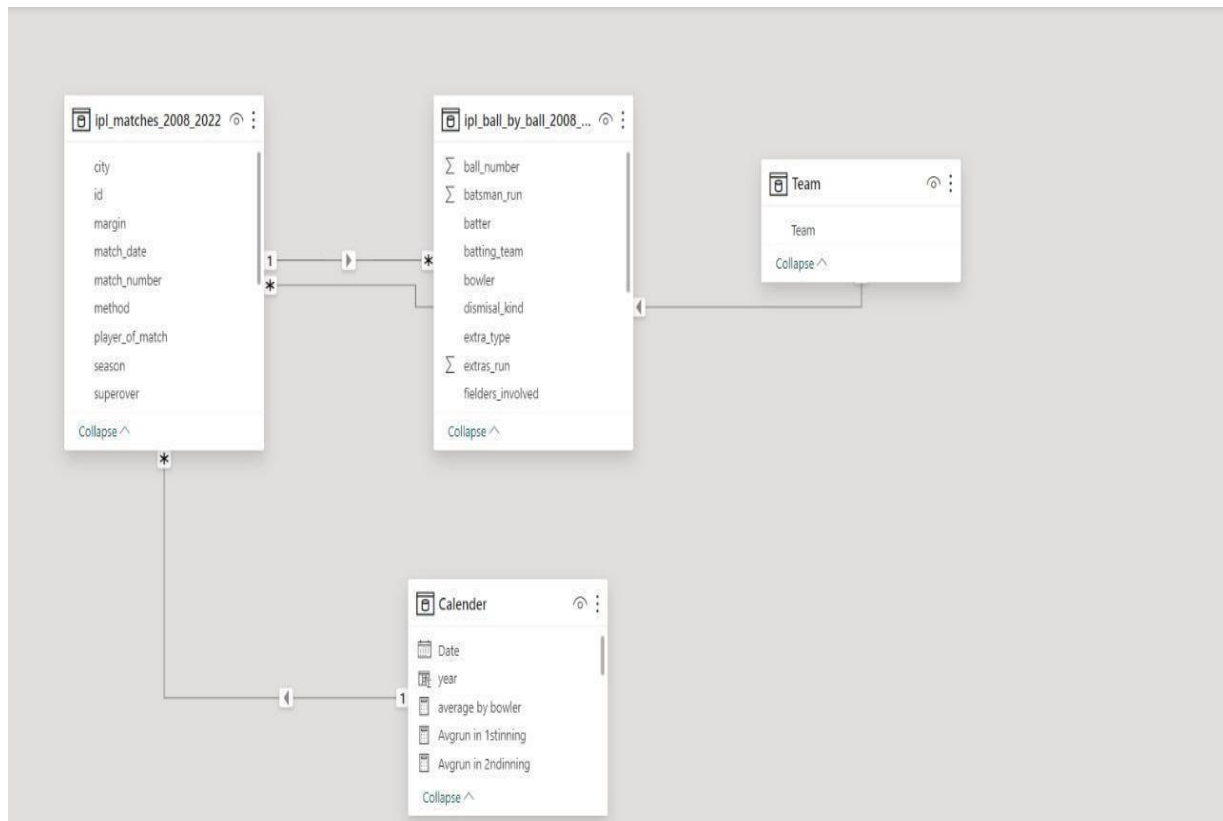 ipl_matches_2008_2022
city
id
margin
match_date
match_number
method
player_of_match
season
superover
Collapse
ipl_ball_by_ball_2008_...
ball_number
batsman_run
batter
batting_team
bowler
dismisal_kind
extra_type
extras_run
fielders_involved
Collapse
Team
Team
Collapse
1
*
*
Calender
Date
year
average by bowler
Avgrun in 1stinning
Avgrun in 2ndinning
Collapse
*
1